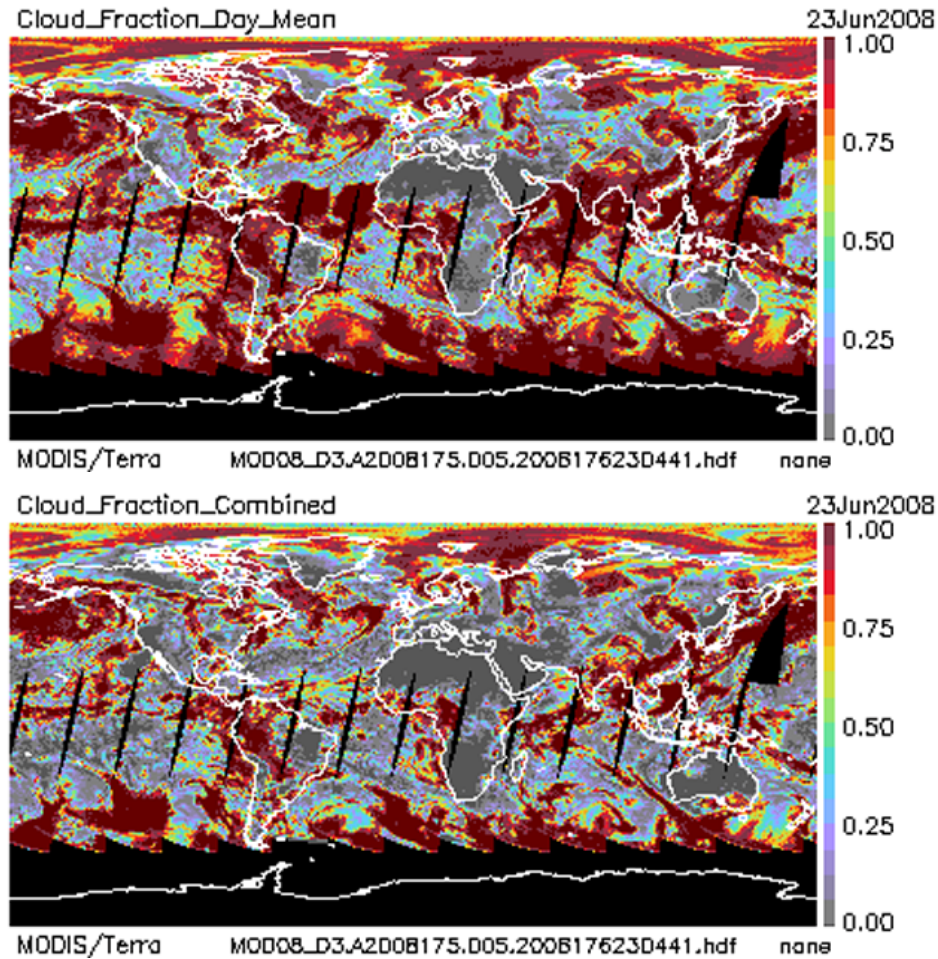 Cloud_Fraction_Day_Mean 23Jun2008
1.00
0.75
0.50
0.25
0.00
MODIS/Terra MOD08_D3.A2008175.005.2008176230441.hdf none
Cloud_Fraction_Combined 23Jun2008
1.00
0.75
0.50
0.25
0.00
MODIS/Terra MOD08_D3.A2008175.005.2008176230441.hdf none